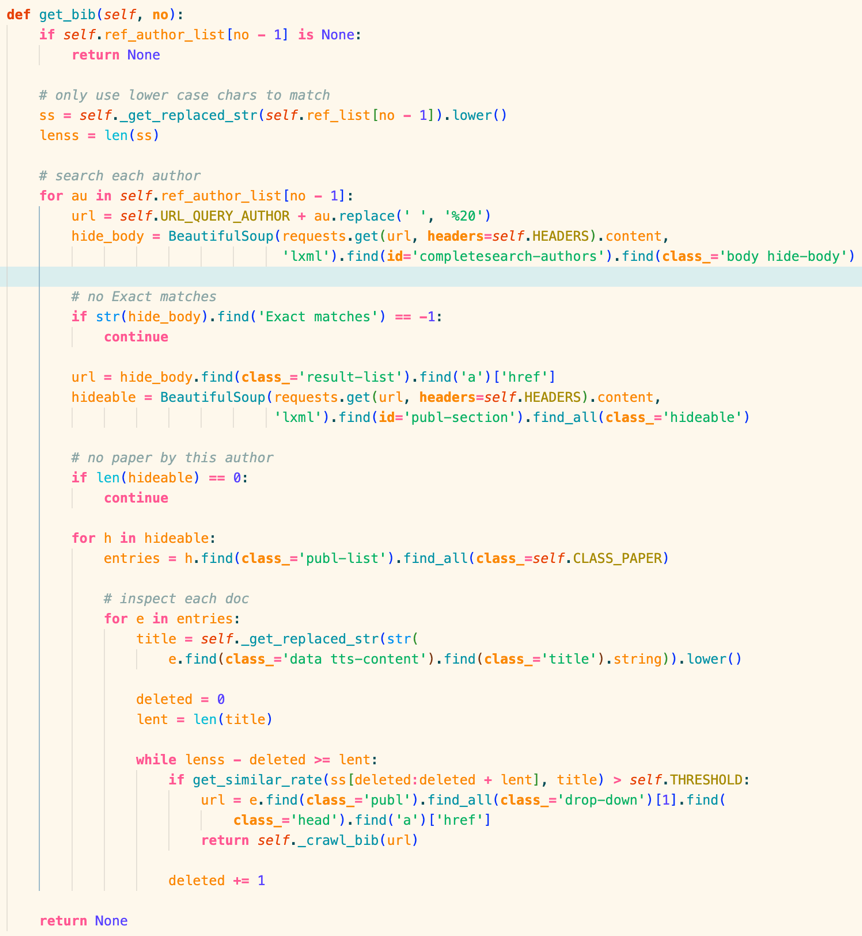 def get_bib(self, no):
    if self.ref_author_list[no - 1] is None:
        return None

    # only use lower case chars to match
    ss = self._get_replaced_str(self.ref_list[no - 1]).lower()
    lenss = len(ss)

    # search each author
    for au in self.ref_author_list[no - 1]:
        url = self.URL_QUERY_AUTHOR + au.replace(' ', '%20')
        hide_body = BeautifulSoup(requests.get(url, headers=self.HEADERS).content,
                                  'lxml').find(id='completesearch-authors').find(class_='body hide-body')

        # no Exact matches
        if str(hide_body).find('Exact matches') == -1:
            continue

        url = hide_body.find(class_='result-list').find('a')['href']
        hideable = BeautifulSoup(requests.get(url, headers=self.HEADERS).content,
                                 'lxml').find(id='publ-section').find_all(class_='hideable')

        # no paper by this author
        if len(hideable) == 0:
            continue

        for h in hideable:
            entries = h.find(class_='publ-list').find_all(class_=self.CLASS_PAPER)

            # inspect each doc
            for e in entries:
                title = self._get_replaced_str(str(
                    e.find(class_='data tts-content').find(class_='title').string)).lower()

                deleted = 0
                lent = len(title)

                while lenss - deleted >= lent:
                    if get_similar_rate(ss[deleted:deleted + lent], title) > self.THRESHOLD:
                        url = e.find(class_='publ').find_all(class_='drop-down')[1].find(
                            class_='head').find('a')['href']
                        return self._crawl_bib(url)

                    deleted += 1

    return None